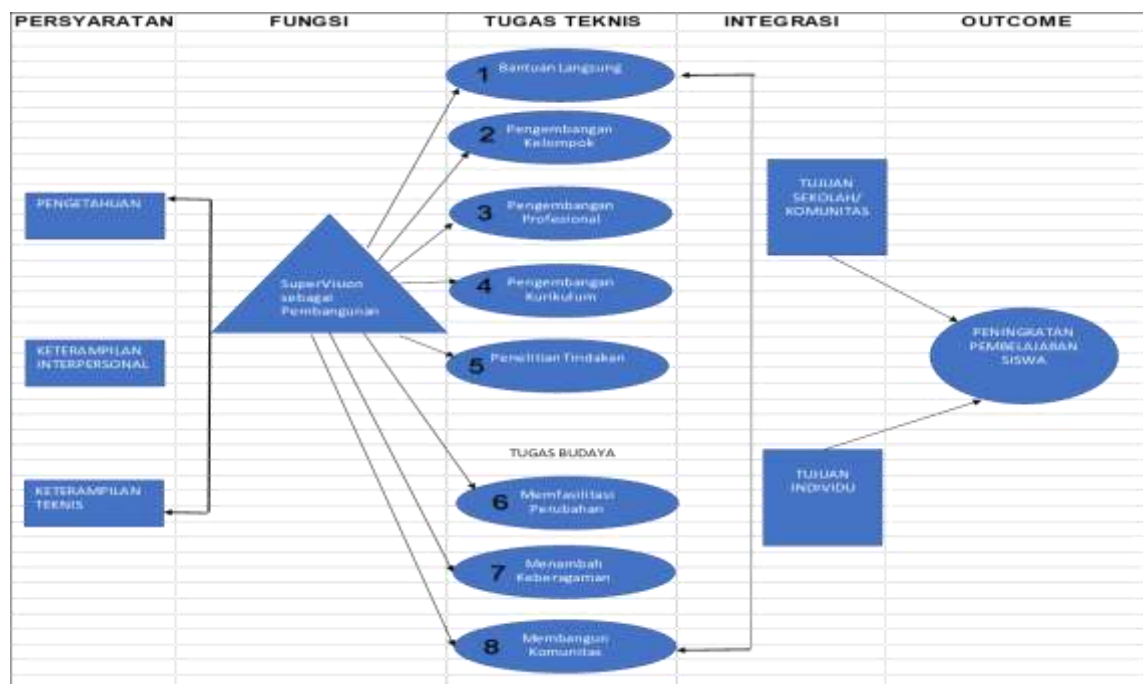 PERSYARATAN
FUNGSI
TUGAS TEKNIS
INTEGRASI
OUTCOME
PENGETAHUAN
KETERAMPILAN
INTERPERSONAL
KETERAMPILAN
TEKNIS
SuperVision
sebagai
Pembangunan
1 Bantuan Langsung
2 Pengembangan
Kelompok
3 Pengembangan
Profesional
4 Pengembangan
Kurikulum
5 Penelitian Tindakan
TUGAS BUDAYA
6 Memfasilitasi
Perubahan
7 Menambah
Keberagaman
8 Membangun
Komunitas
TUJUAN
SEKOLAH/
KOMUNITAS
TUJUAN
INDIVIDU
PENINGKATAN
PEMBELAJARAN
SISWA